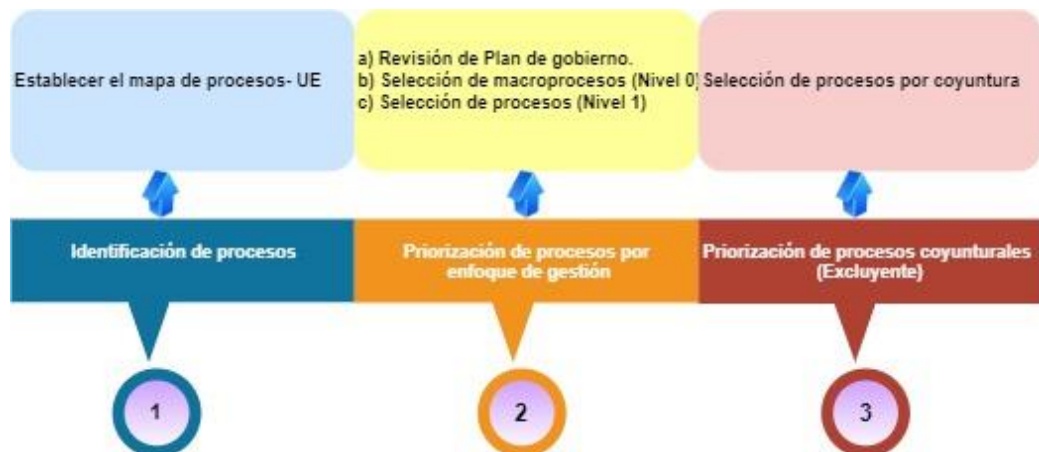 Establecer el mapa de procesos- UE
a) Revisión de Plan de gobierno.
b) Selección de macroprocesos (Nivel 0)
c) Selección de procesos (Nivel 1)
Selección de procesos por coyuntura
Identificación de procesos
Priorización de procesos por
enfoque de gestión
Priorización de procesos coyunturales
(Excluyente)
1
2
3